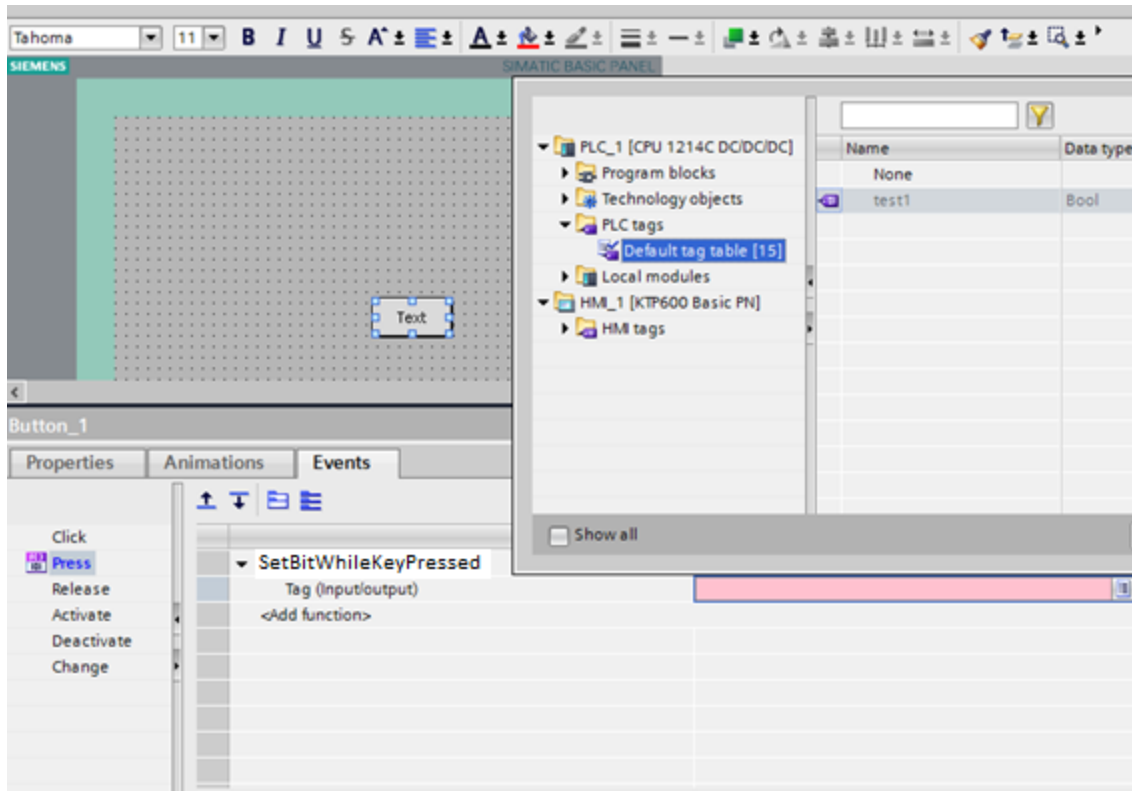 Tahoma 11 B I U S A A
SIEMENS SIMATIC BASIC PANEL
PLC_1 [CPU 1214C DC/DC/DC]
Program blocks
Technology objects
PLC tags
Default tag table [15]
Local modules
HMI_1 [KTP600 Basic PN]
HMI tags
Name Data type
None
test1 Bool
Show all
Text
Button_1
Properties Animations Events
Click
Press
Release
Activate
Deactivate
Change
SetBitWhileKeyPressed
Tag (Input/output)
<Add function>